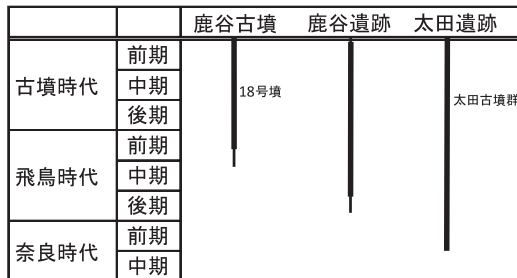 鹿谷古墳 鹿谷遺跡 太田遺跡
古墳時代
前期
中期
後期
18号墳
太田古墳群
飛鳥時代
前期
中期
後期
奈良時代
前期
中期